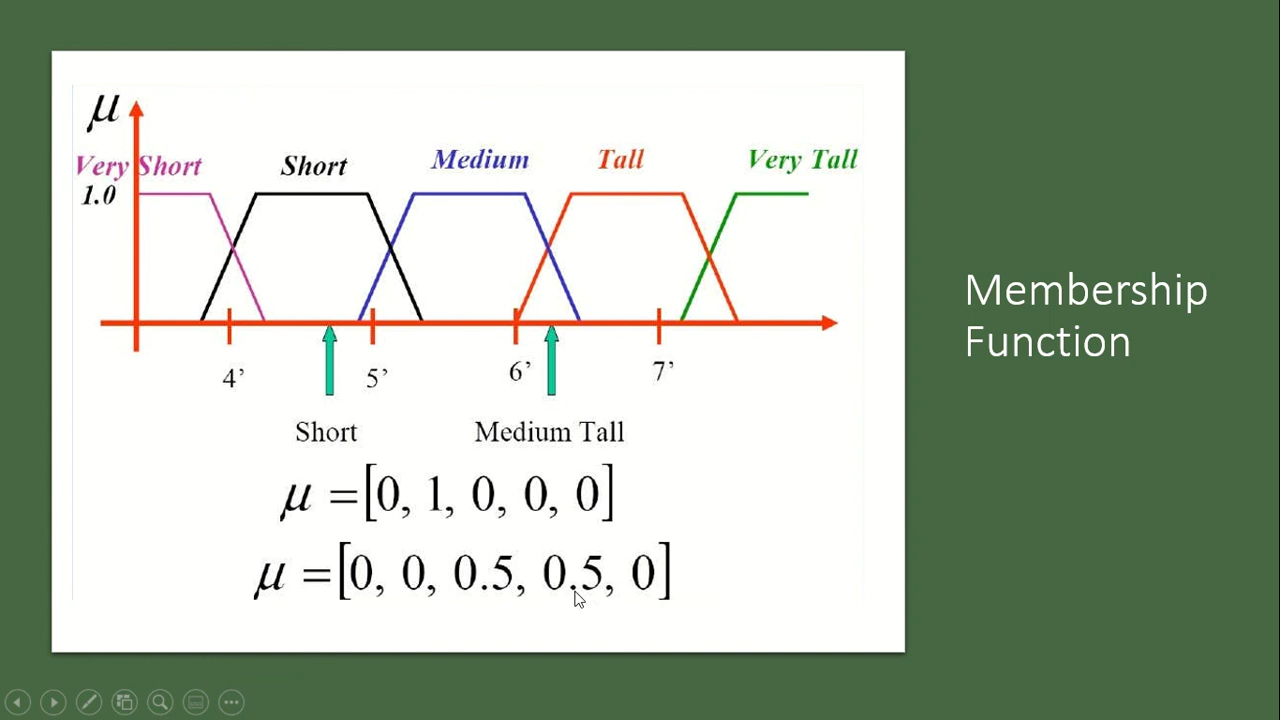 μ
Very Short Short Medium Tall Very Tall
1.0
4’ 5’ 6’ 7’
Short Medium Tall
μ =[0, 1, 0, 0, 0]
μ =[0, 0, 0.5, 0.5, 0]
Membership
Function